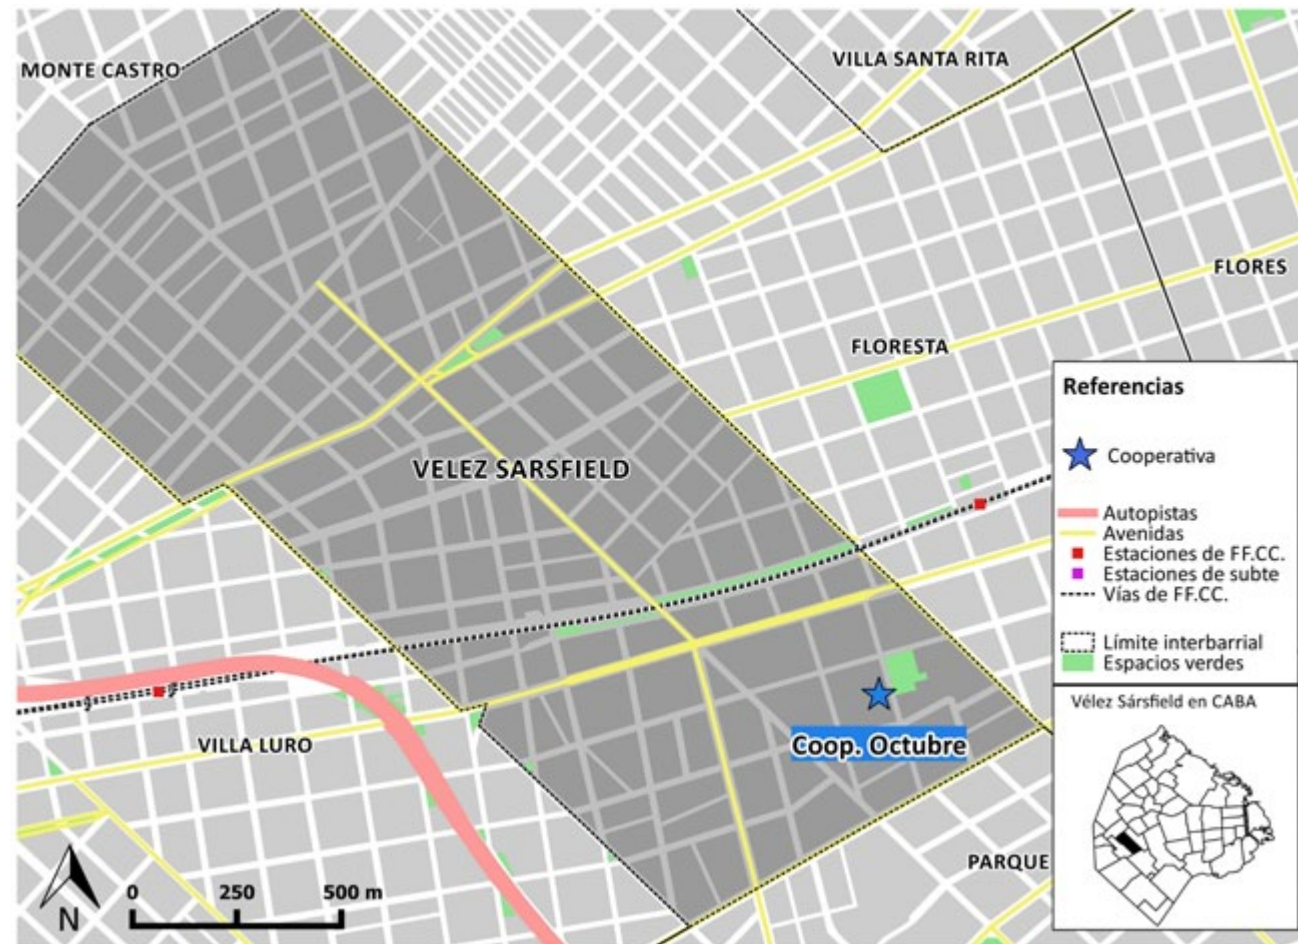 MONTE CASTRO
VILLA SANTA RITA
FLORES
FLORESTA
VELEZ SARSFIELD
VILLA LURO
Coop. Octubre
PARQUE
0 250 500 m
N
Referencias
Cooperativa
Autopistas
Avenidas
Estaciones de FF.CC.
Estaciones de subte
Vías de FF.CC.
Límite interbarrial
Espacios verdes
Vélez Sársfield en CABA